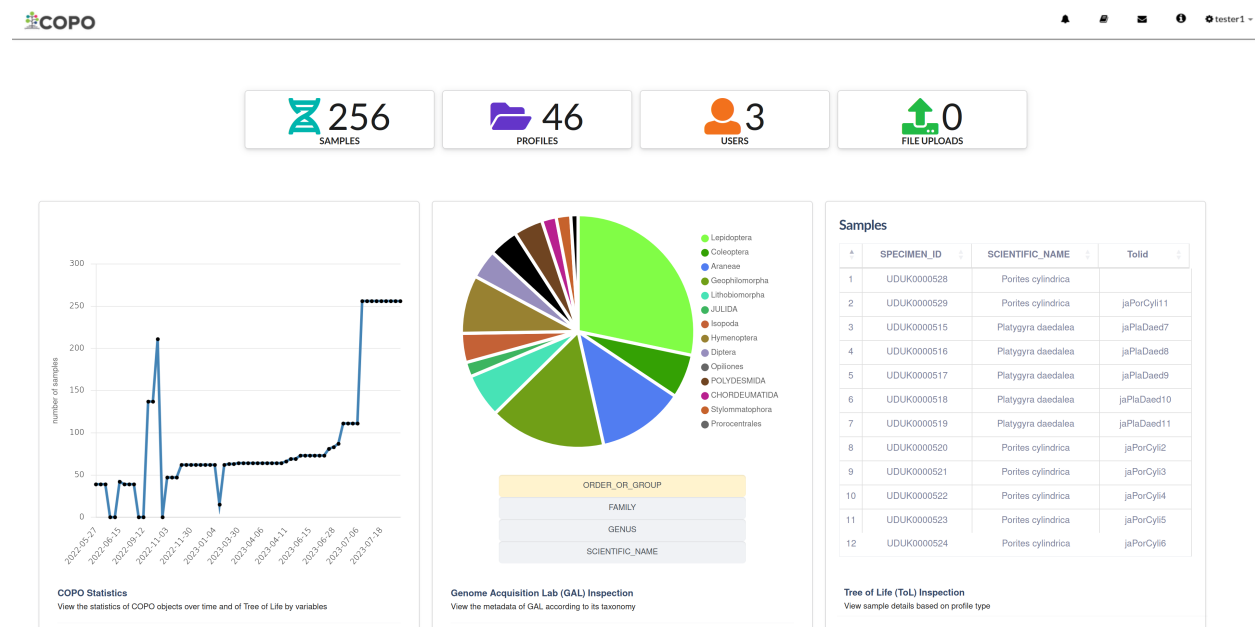 COPO
tester1
256
SAMPLES
46
PROFILES
3
USERS
0
FILE UPLOADS
300
250
200
150
100
50
0
number of samples
2022-05-27
2022-06-15
2022-09-12
2022-11-03
2022-11-30
2023-01-04
2023-03-30
2023-04-06
2023-04-11
2023-06-15
2023-06-28
2023-07-06
2023-07-18
COPO Statistics
View the statistics of COPO objects over time and of Tree of Life by variables
Lepidoptera
Coleoptera
Araneae
Geophilomorpha
Lithobiomorpha
JULIDA
Isopoda
Hymenoptera
Diptera
Opiliones
POLYDESMIDA
CHORDEUMATIDA
Stylommatophora
Prorocentrales
ORDER_OR_GROUP
FAMILY
GENUS
SCIENTIFIC_NAME
Genome Acquisition Lab (GAL) Inspection
View the metadata of GAL according to its taxonomy
Samples
SPECIMEN_ID SCIENTIFIC_NAME Tolid
1 UDUK0000528 Porites cylindrica
2 UDUK0000529 Porites cylindrica jaPorCyli11
3 UDUK0000515 Platygyra daedalea jaPlaDaed7
4 UDUK0000516 Platygyra daedalea jaPlaDaed8
5 UDUK0000517 Platygyra daedalea jaPlaDaed9
6 UDUK0000518 Platygyra daedalea jaPlaDaed10
7 UDUK0000519 Platygyra daedalea jaPlaDaed11
8 UDUK0000520 Porites cylindrica jaPorCyli2
9 UDUK0000521 Porites cylindrica jaPorCyli3
10 UDUK0000522 Porites cylindrica jaPorCyli4
11 UDUK0000523 Porites cylindrica jaPorCyli5
12 UDUK0000524 Porites cylindrica jaPorCyli6
Tree of Life (ToL) Inspection
View sample details based on profile type